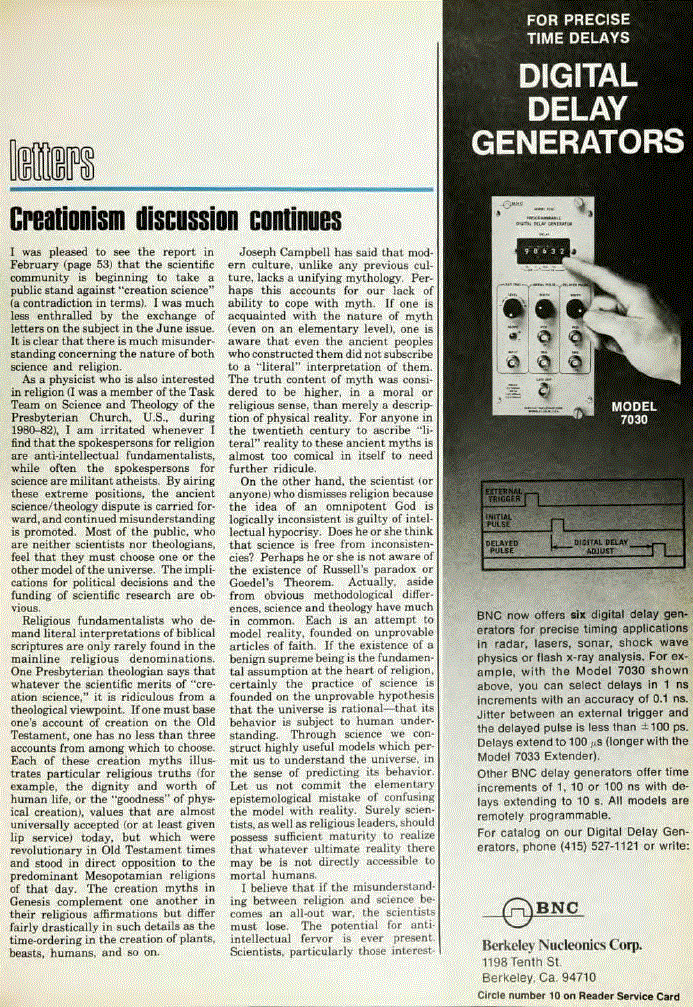 letters
Creationism discussion continues
I was pleased to see the report in
February (page 53) that the scientific
community is beginning to take a
public stand against "creation science"
(a contradiction in terms). I was much
less enthralled by the exchange of
letters on the subject in the June issue.
It is clear that there is much misunder-
standing concerning the nature of both
science and religion.
As a physicist who is also interested
in religion (I was a member of the Task
Team on Science and Theology of the
Presbyterian Church, U.S., during
1980–82), I am irritated whenever I
find that the spokespersons for religion
are anti-intellectual fundamentalists,
while often the spokespersons for
science are militant atheists. By airing
these extreme positions, the ancient
science/theology dispute is carried for-
ward, and continued misunderstanding
is promoted. Most of the public, who
are neither scientists nor theologians,
feel that they must choose one or the
other model of the universe. The impli-
cations for political decisions and the
funding of scientific research are ob-
vious.
Religious fundamentalists who de-
mand literal interpretations of biblical
scriptures are only rarely found in the
mainline religious denominations.
One Presbyterian theologian says that
whatever the scientific merits of "cre-
ation science," it is ridiculous from a
theological viewpoint. If one must base
one's account of creation on the Old
Testament, one has no less than three
accounts from among which to choose.
Each of these creation myths illus-
trates particular religious truths (for
example, the dignity and worth of
human life, or the "goodness" of phys-
ical creation), values that are almost
universally accepted (or at least given
lip service) today, but which were
revolutionary in Old Testament times
and stood in direct opposition to the
predominant Mesopotamian religions
of that day. The creation myths in
Genesis complement one another in
their religious affirmations but differ
fairly drastically in such details as the
time-ordering in the creation of plants,
beasts, humans, and so on.
Joseph Campbell has said that mod-
ern culture, unlike any previous cul-
ture, lacks a unifying mythology. Per-
haps this accounts for our lack of
ability to cope with myth. If one is
acquainted with the nature of myth
(even on an elementary level), one is
aware that even the ancient peoples
who constructed them did not subscribe
to a "literal" interpretation of them.
The truth content of myth was consi-
dered to be higher, in a moral or
religious sense, than merely a descrip-
tion of physical reality. For anyone in
the twentieth century to ascribe "li-
teral" reality to these ancient myths is
almost too comical in itself to need
further ridicule.
On the other hand, the scientist (or
anyone) who dismisses religion because
the idea of an omnipotent God is
logically inconsistent is guilty of intel-
lectual hypocrisy. Does he or she think
that science is free from inconsisten-
cies? Perhaps he or she is not aware of
the existence of Russell's paradox or
Goedel's Theorem. Actually, aside
from obvious methodological differ-
ences, science and theology have much
in common. Each is an attempt to
model reality, founded on unprovable
articles of faith. If the existence of a
benign supreme being is the fundamen-
tal assumption at the heart of religion,
certainly the practice of science is
founded on the unprovable hypothesis
that the universe is rational—that its
behavior is subject to human under-
standing. Through science we con-
struct highly useful models which per-
mit us to understand the universe, in
the sense of predicting its behavior.
Let us not commit the elementary
epistemological mistake of confusing
the model with reality. Surely scien-
tists, as well as religious leaders, should
possess sufficient maturity to realize
that whatever ultimate reality there
may be is not directly accessible to
mortal humans.
I believe that if the misunderstand-
ing between religion and science be-
comes an all-out war, the scientists
must lose. The potential for anti-
intellectual fervor is ever present.
Scientists, particularly those interest-
FOR PRECISE
TIME DELAYS
DIGITAL
DELAY
GENERATORS
BNC
PROGRAMMABLE
DIGITAL DELAY GENERATOR
DELAY
90432
MODEL
7030
EXTERNAL
TRIGGER
INITIAL
PULSE
DELAYED
PULSE
DIGITAL DELAY
ADJUST
BNC now offers six digital delay gen-
erators for precise timing applications
in radar, lasers, sonar, shock wave
physics or flash x-ray analysis. For ex-
ample, with the Model 7030 shown
above, you can select delays in 1 ns
increments with an accuracy of 0.1 ns.
Jitter between an external trigger and
the delayed pulse is less than ±100 ps.
Delays extend to 100 µs (longer with the
Model 7033 Extender).
Other BNC delay generators offer time
increments of 1, 10 or 100 ns with de-
lays extending to 10 s. All models are
remotely programmable.
For catalog on our Digital Delay Gen-
erators, phone (415) 527-1121 or write:
BNC
Berkeley Nucleonics Corp.
1198 Tenth St.
Berkeley, Ca. 94710
Circle number 10 on Reader Service Card